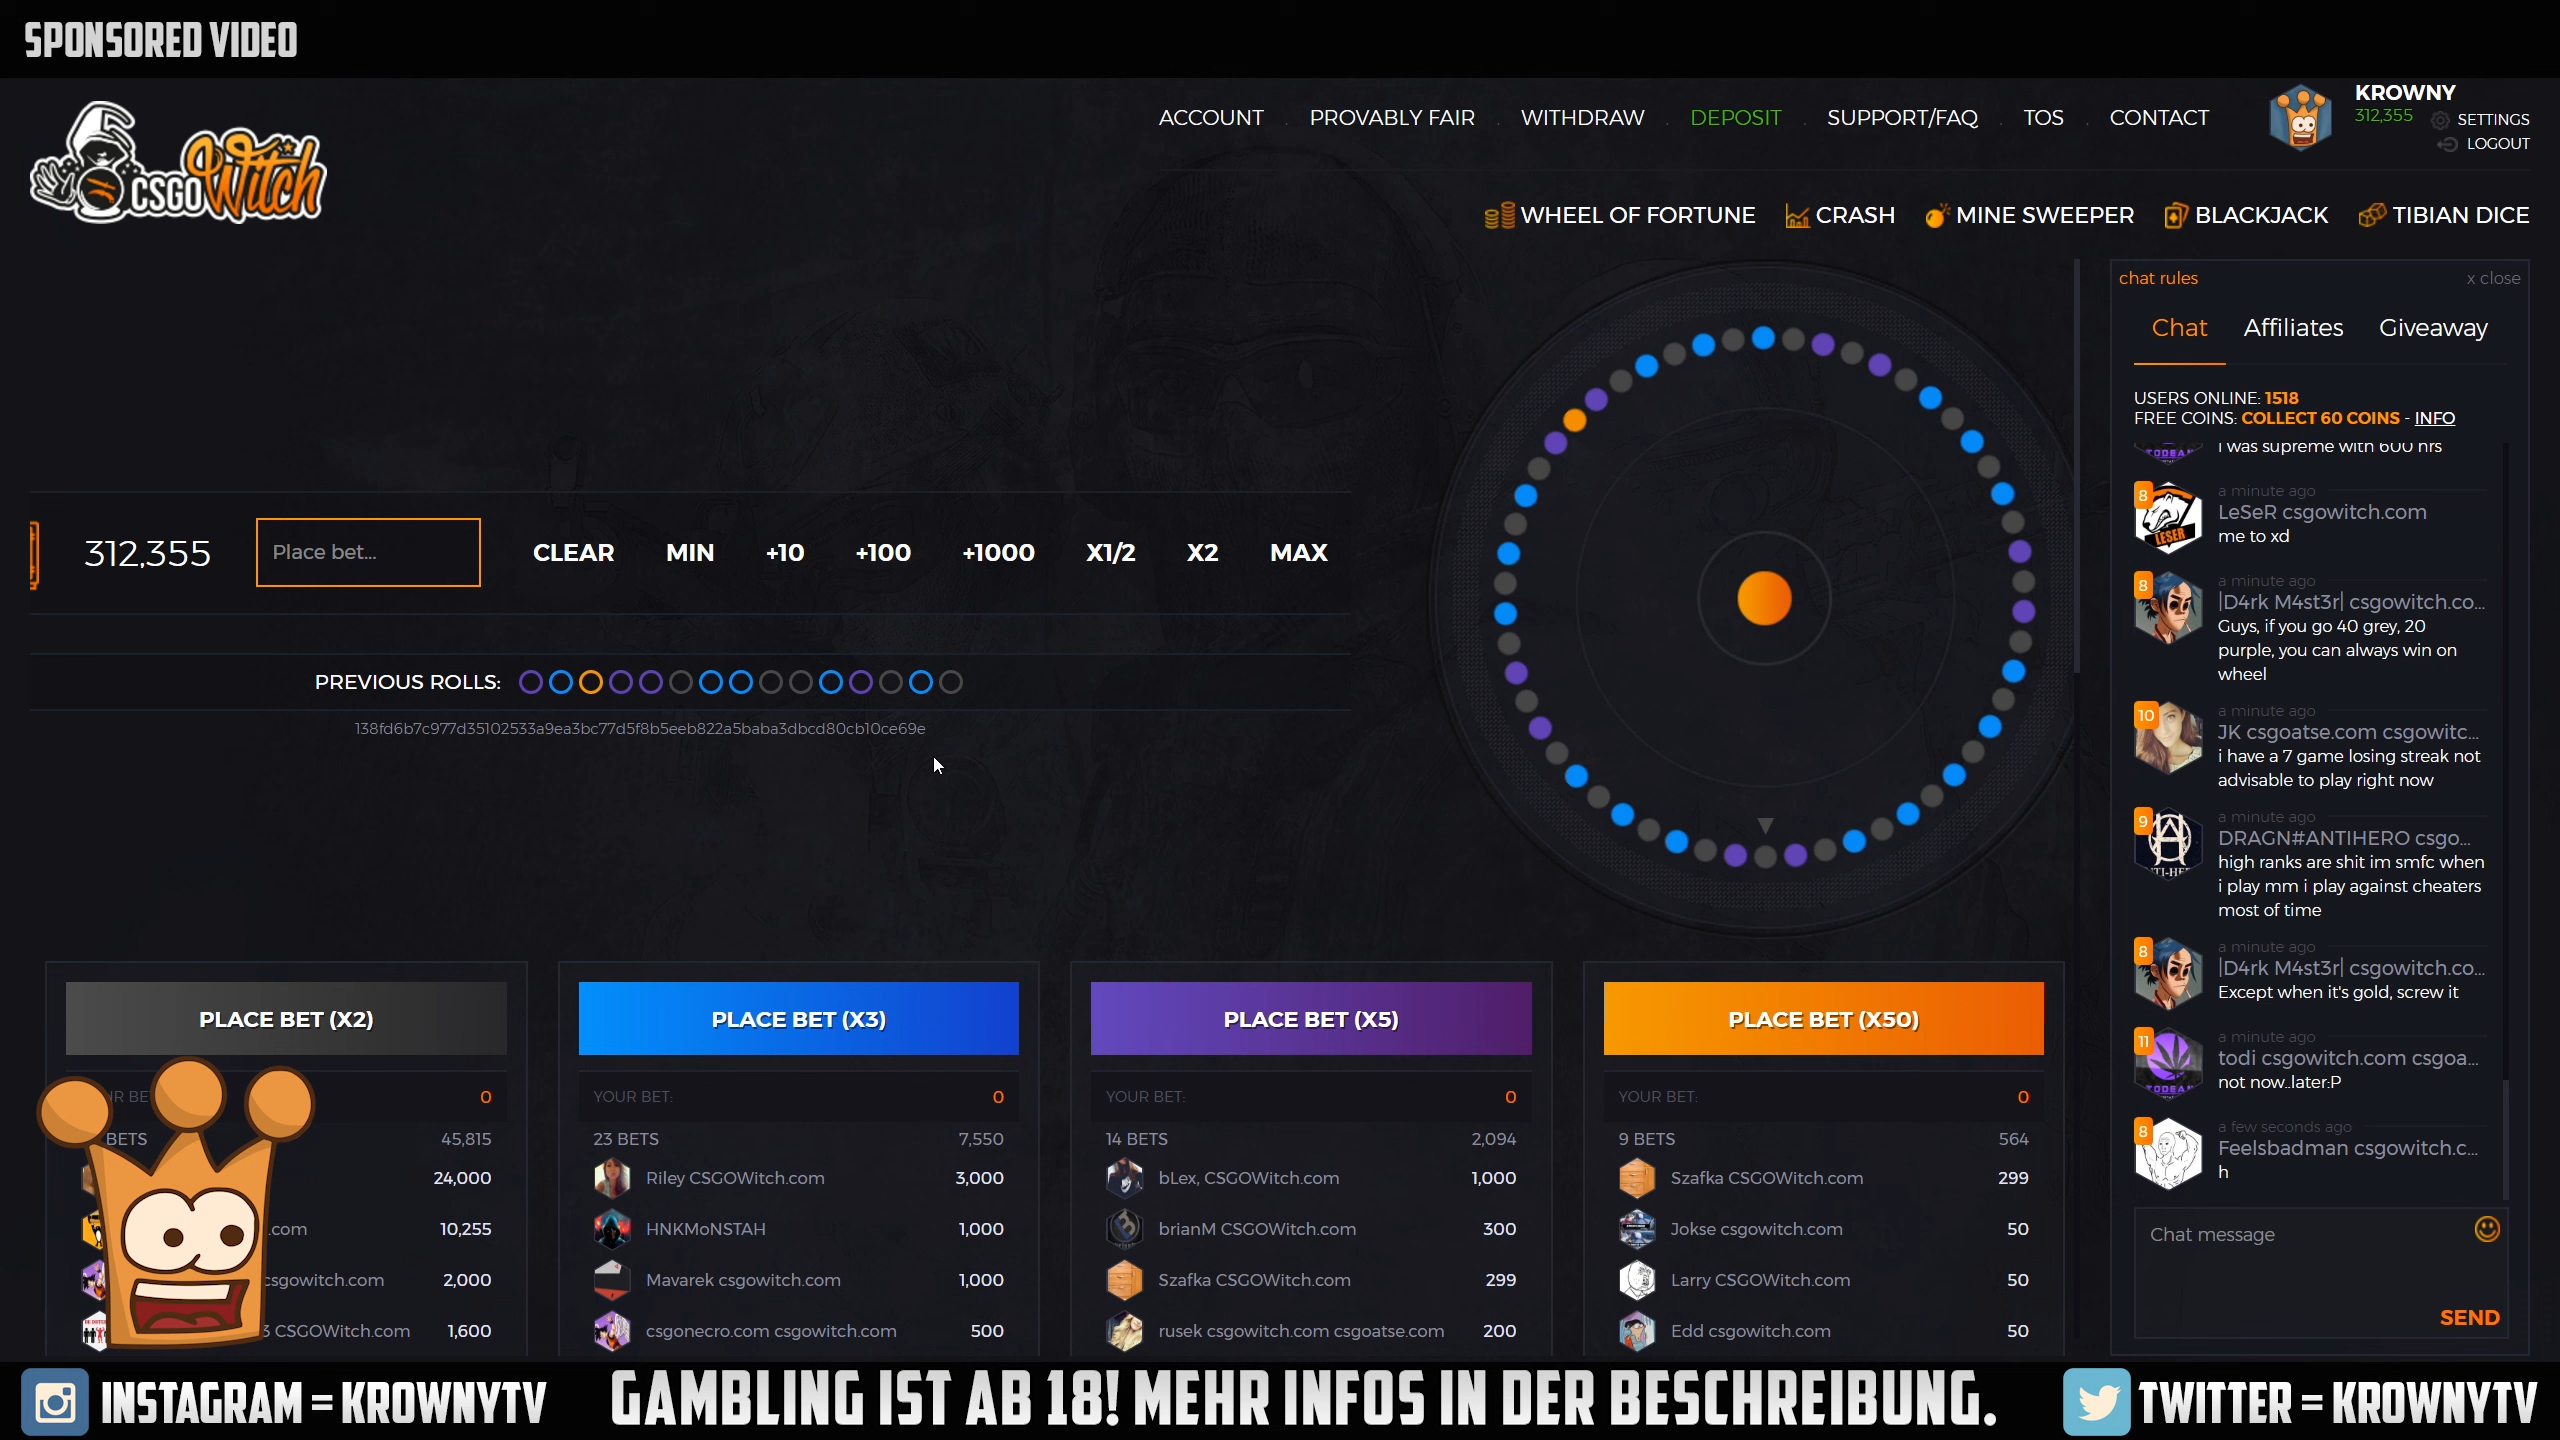 SPONSORED VIDEO
CSGOWitch
ACCOUNT PROVABLY FAIR WITHDRAW DEPOSIT SUPPORT/FAQ TOS CONTACT
KROWNY
312,355 SETTINGS
LOGOUT
WHEEL OF FORTUNE CRASH MINE SWEEPER BLACKJACK TIBIAN DICE
312,355 Place bet... CLEAR MIN +10 +100 +1000 X1/2 X2 MAX
PREVIOUS ROLLS:
138fd6b7c977d35102533a9ea3bc77d5f8b5eeb822a5baba3dbcd80cb10ce69e
PLACE BET (X2)
BETS 45,815
24,000
.com 10,255
csgowitch.com 2,000
3 CSGOWitch.com 1,600
PLACE BET (X3)
YOUR BET: 0
23 BETS 7,550
Riley CSGOWitch.com 3,000
HNKMoNSTAH 1,000
Mavarek csgowitch.com 1,000
csgonecro.com csgowitch.com 500
PLACE BET (X5)
YOUR BET: 0
14 BETS 2,094
bLex, CSGOWitch.com 1,000
brianM CSGOWitch.com 300
Szafka CSGOWitch.com 299
rusek csgowitch.com csgoatse.com 200
PLACE BET (X50)
YOUR BET: 0
9 BETS 564
Szafka CSGOWitch.com 299
Jokse csgowitch.com 50
Larry CSGOWitch.com 50
Edd csgowitch.com 50
chat rules x close
Chat Affiliates Giveaway
USERS ONLINE: 1518
FREE COINS: COLLECT 60 COINS - INFO
i was supreme with 600 hrs
8 a minute ago
LeSeR csgowitch.com
me to xd
8 a minute ago
|D4rk M4st3r| csgowitch.co...
Guys, if you go 40 grey, 20
purple, you can always win on
wheel
10 a minute ago
JK csgoatse.com csgowitc...
i have a 7 game losing streak not
advisable to play right now
9 a minute ago
DRAGN#ANTIHERO csgo...
high ranks are shit im smfc when
i play mm i play against cheaters
most of time
8 a minute ago
|D4rk M4st3r| csgowitch.co...
Except when it's gold, screw it
11 a minute ago
todi csgowitch.com csgoa...
not now..later:P
8 a few seconds ago
Feelsbadman csgowitch.c...
h
Chat message
SEND
INSTAGRAM = KROWNYTV GAMBLING IST AB 18! MEHR INFOS IN DER BESCHREIBUNG. TWITTER = KROWNYTV